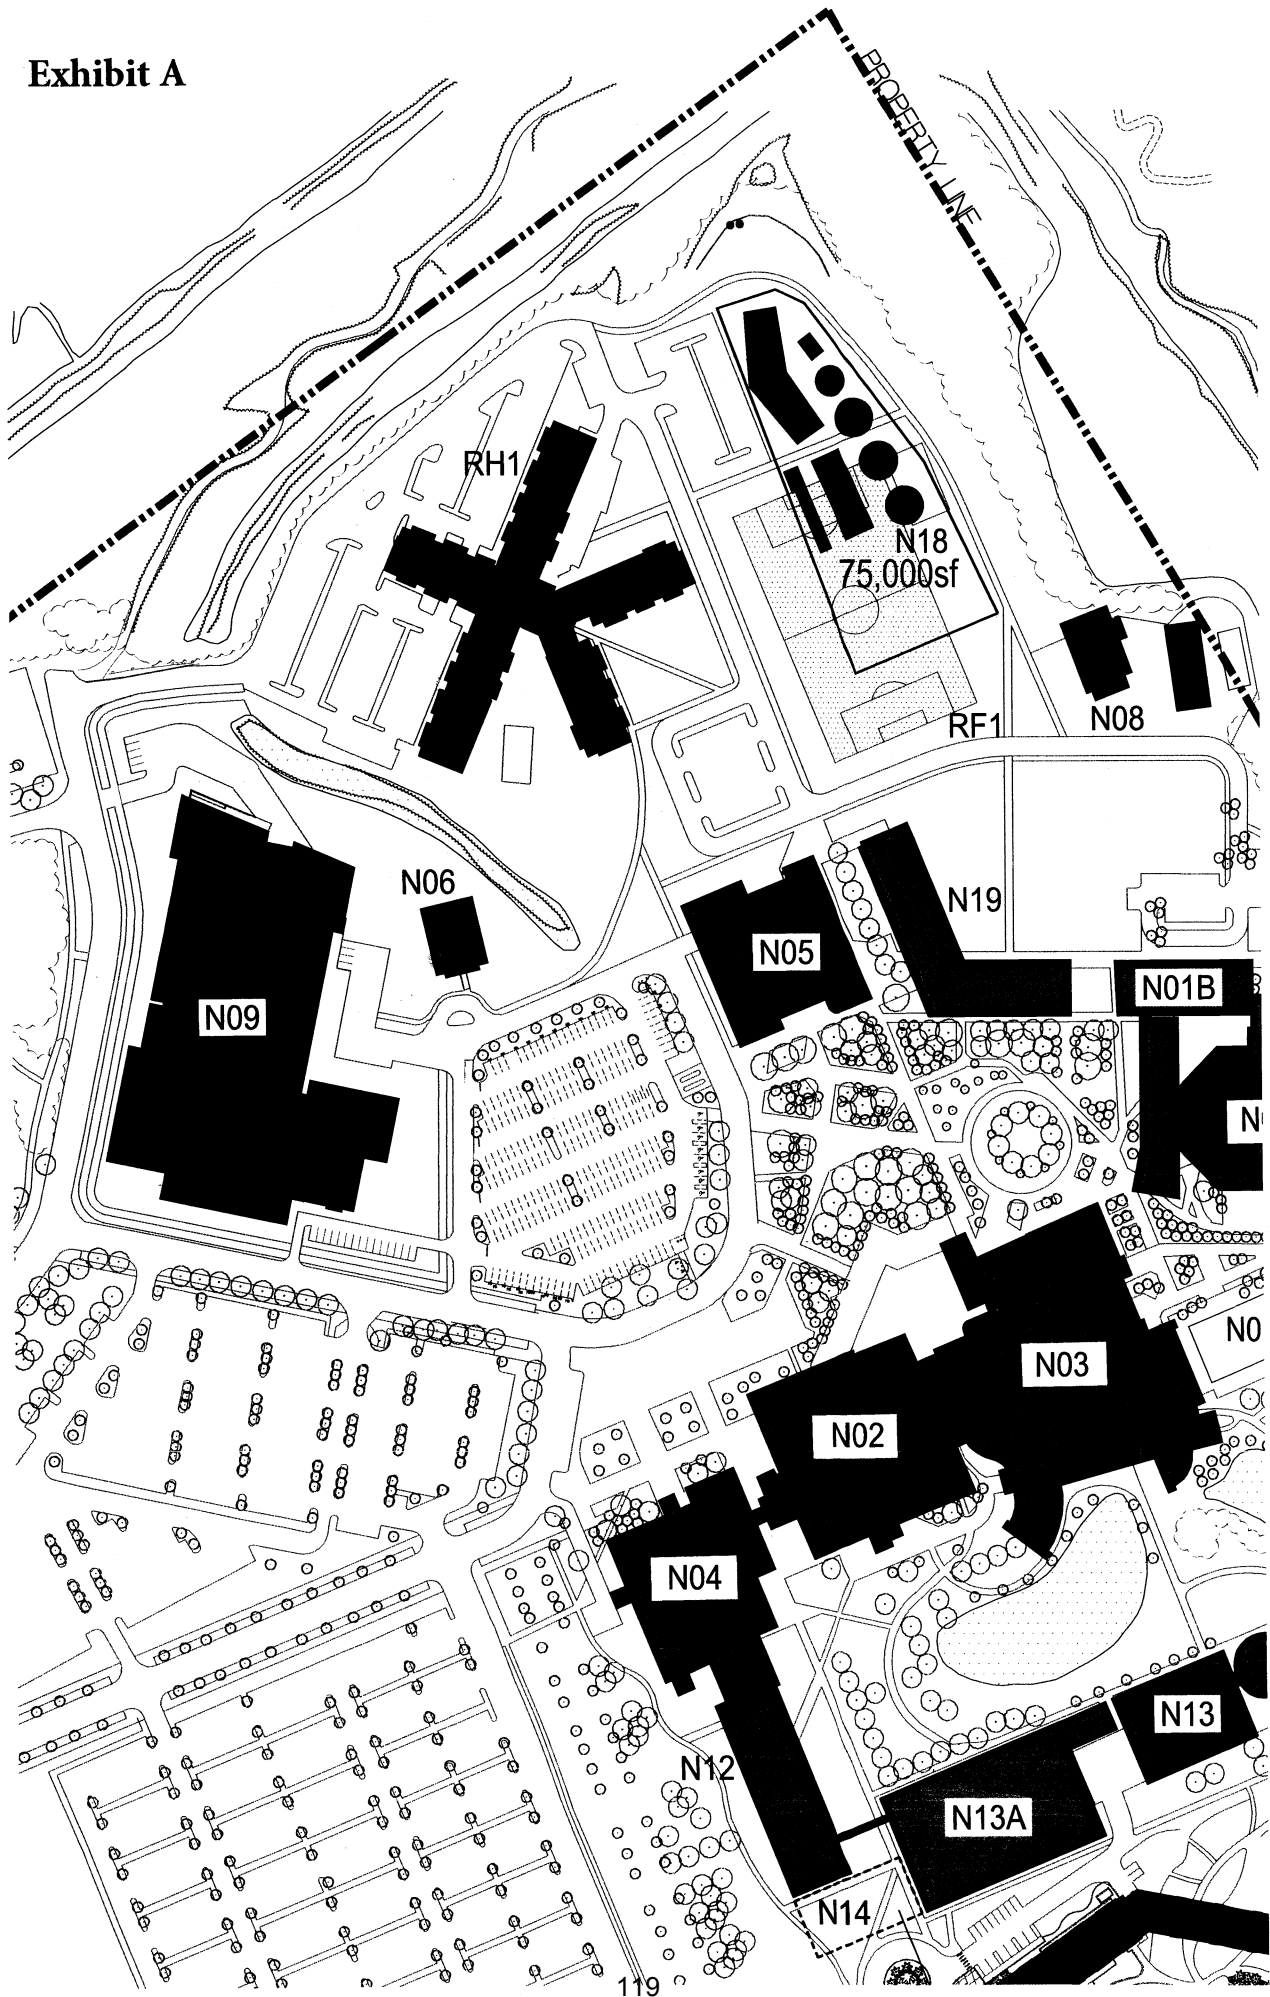 Exhibit A
PROPERTY LINE
RH1
N18
75,000sf
N08
RF1
N06
N19
N05
N01B
N09
N03
N02
N04
N12
N13
N13A
N14
119